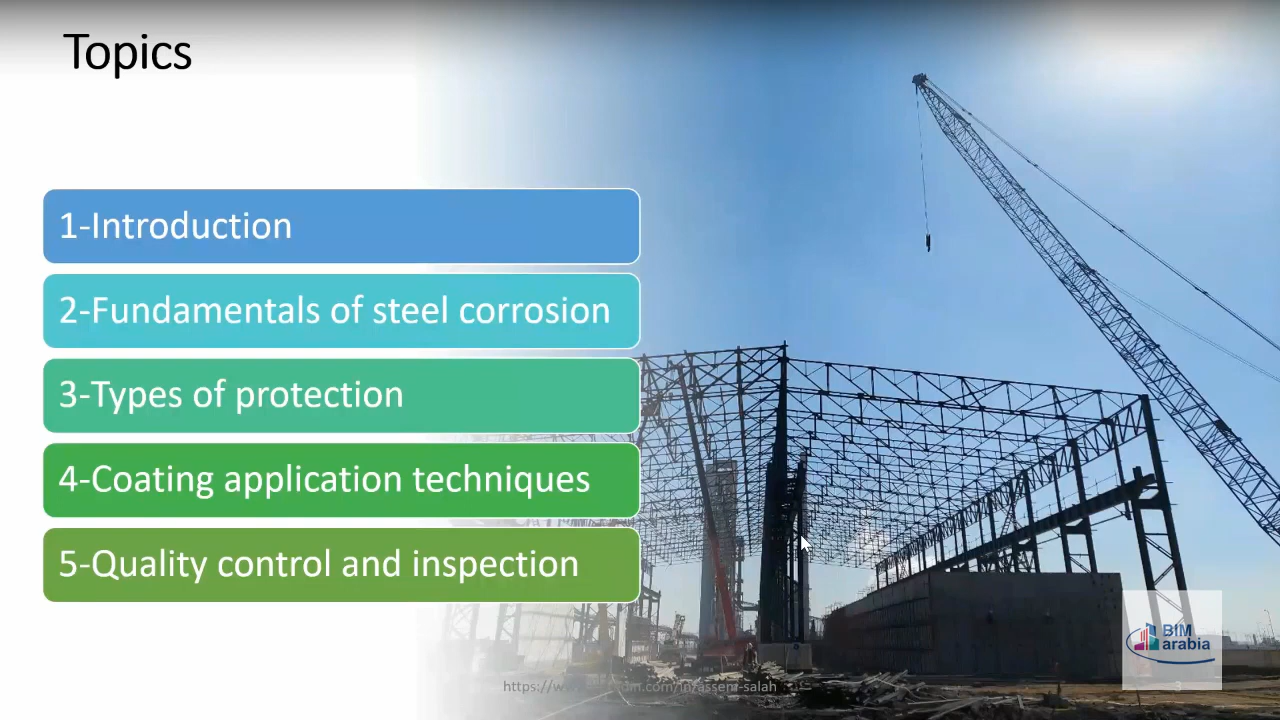 Topics
1-Introduction
2-Fundamentals of steel corrosion
3-Types of protection
4-Coating application techniques
5-Quality control and inspection
BIM
arabia
3